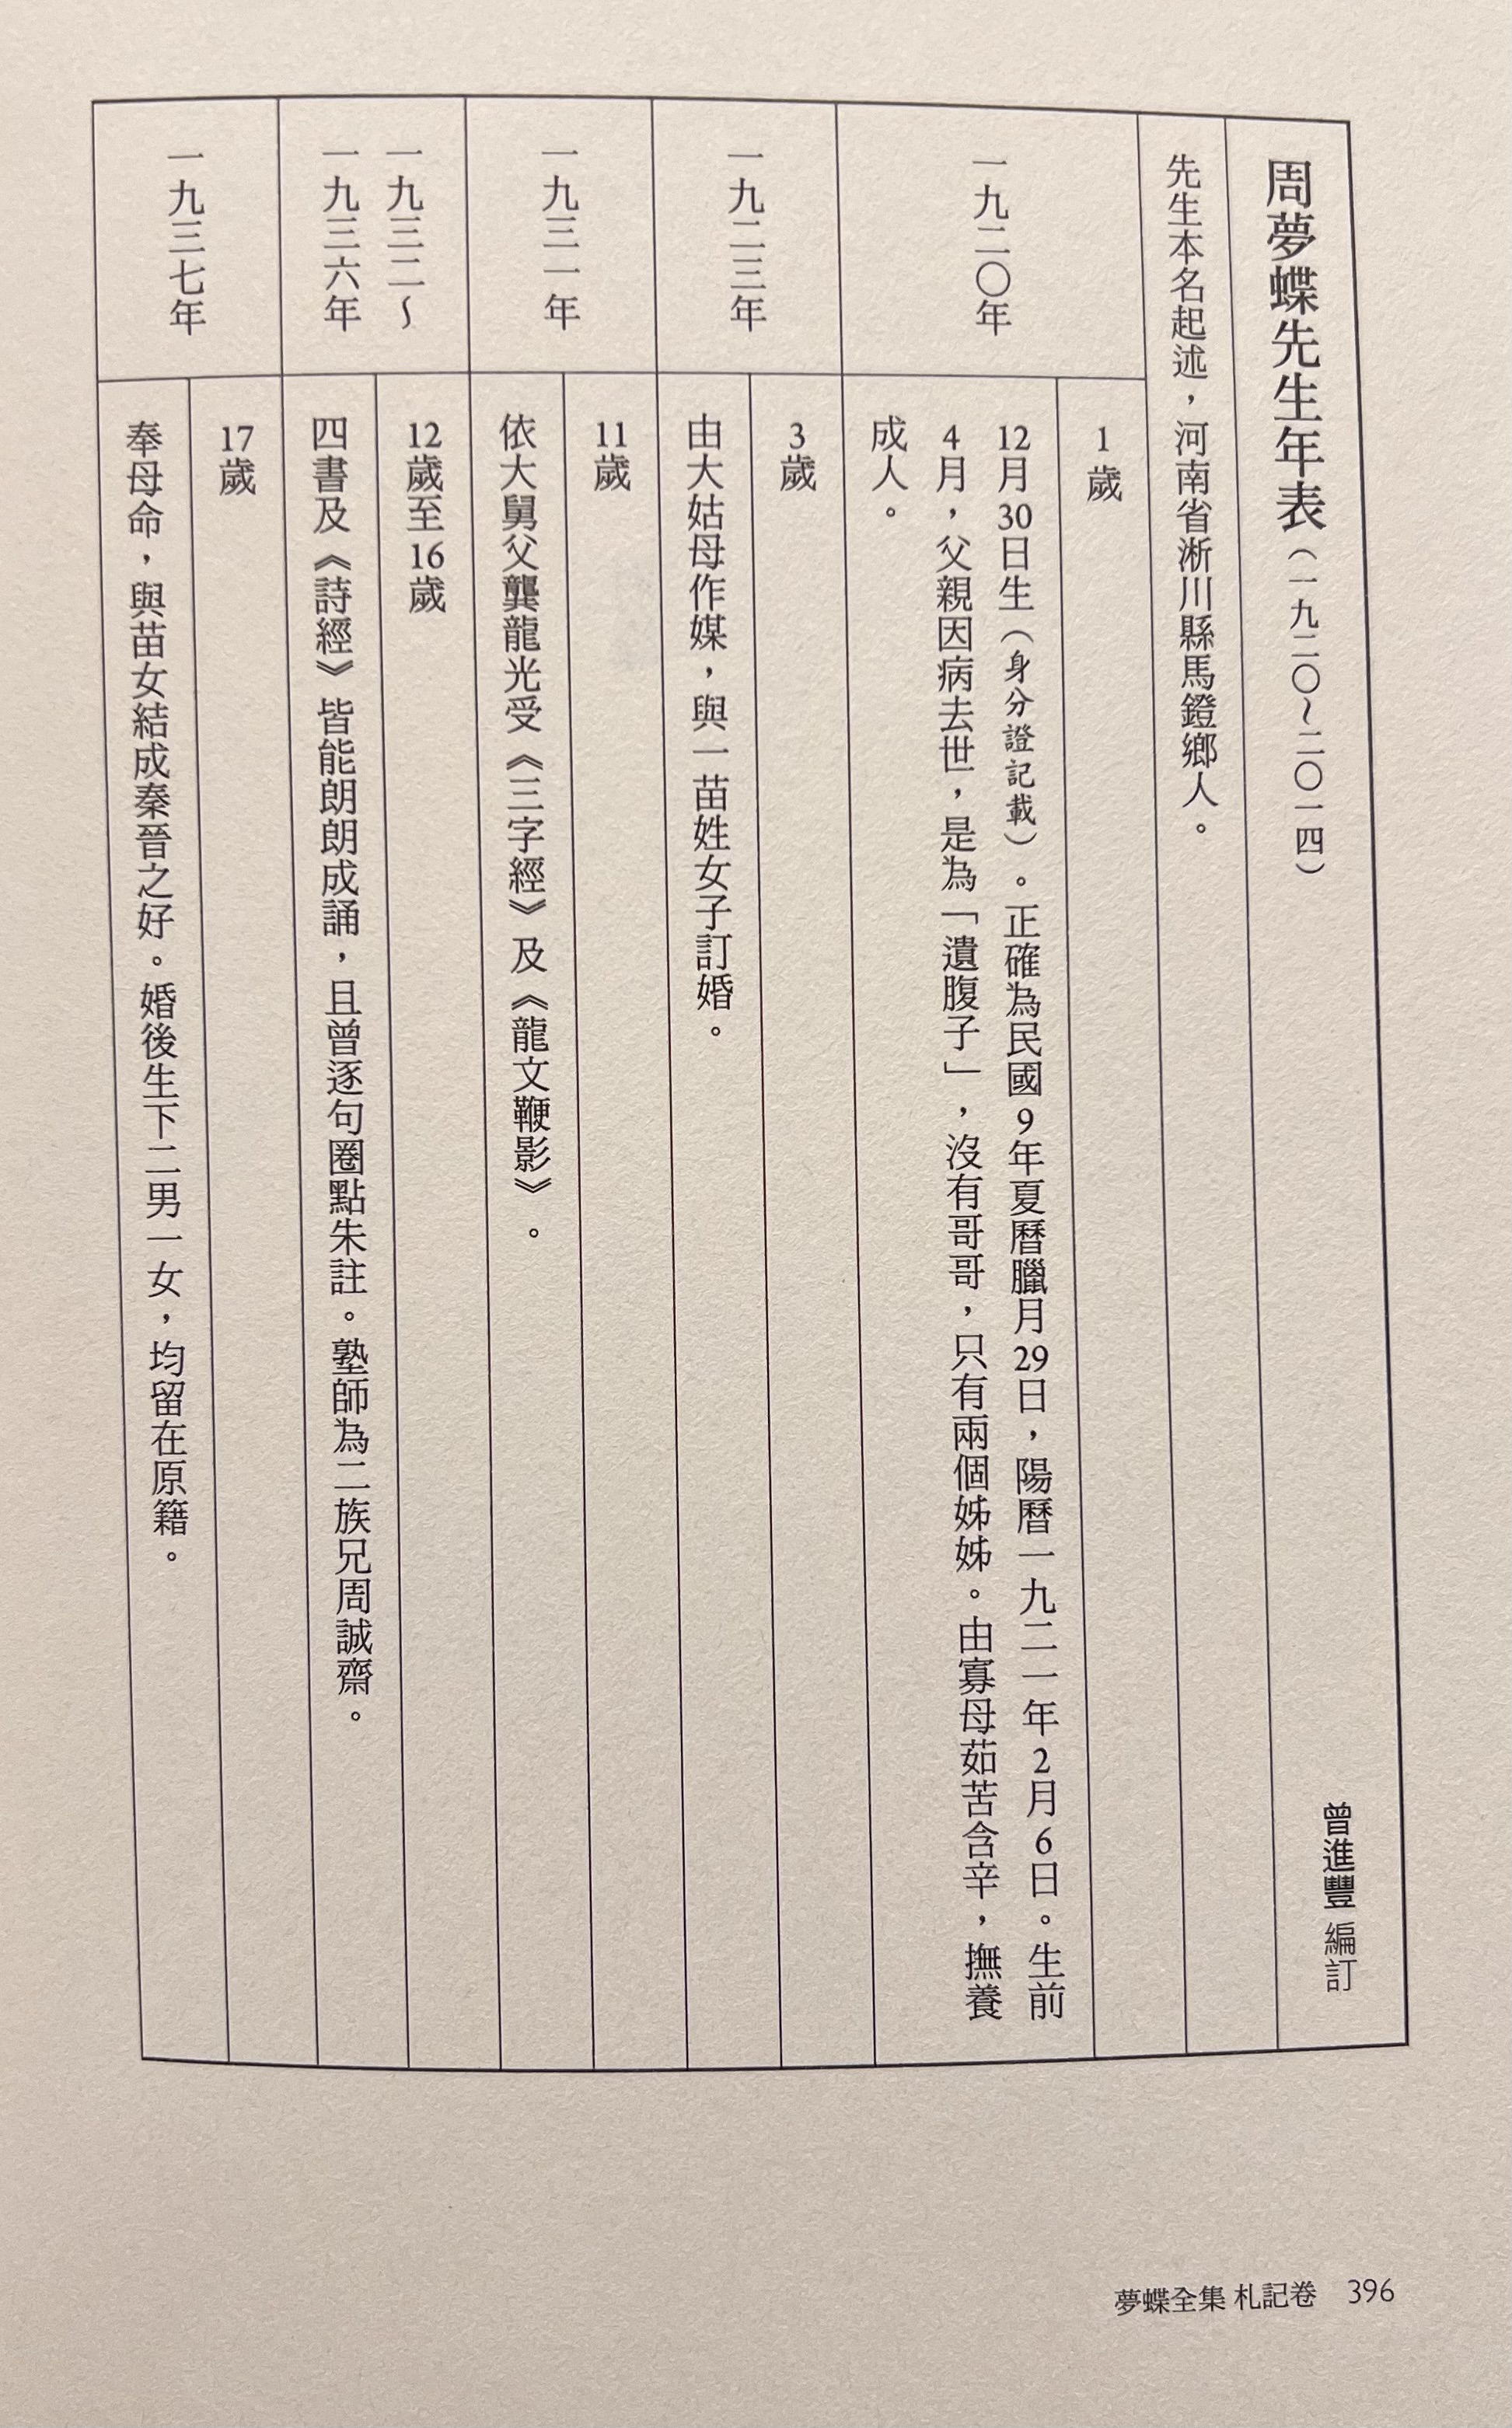 周夢蝶先生年表（一九二〇～二〇一四）
曾進豐 編訂
先生本名起述，河南省淅川縣馬鐙鄉人。
一九二〇年
1歲
12月30日生（身分證記載）。正確為民國9年夏曆臘月29日，陽曆一九二一年2月6日。生前
4月，父親因病去世，是為「遺腹子」，沒有哥哥，只有兩個姊姊。由寡母茹苦含辛，撫養
成人。
一九二三年
3歲
由大姑母作媒，與一苗姓女子訂婚。
一九三一年
11歲
依大舅父龔龍光受《三字經》及《龍文鞭影》。
一九三二～
一九三六年
12歲至16歲
四書及《詩經》皆能朗朗成誦，且曾逐句圈點朱註。塾師為二族兄周誠齋。
一九三七年
17歲
奉母命，與苗女結成秦晉之好。婚後生下二男一女，均留在原籍。
夢蝶全集 札記卷 396